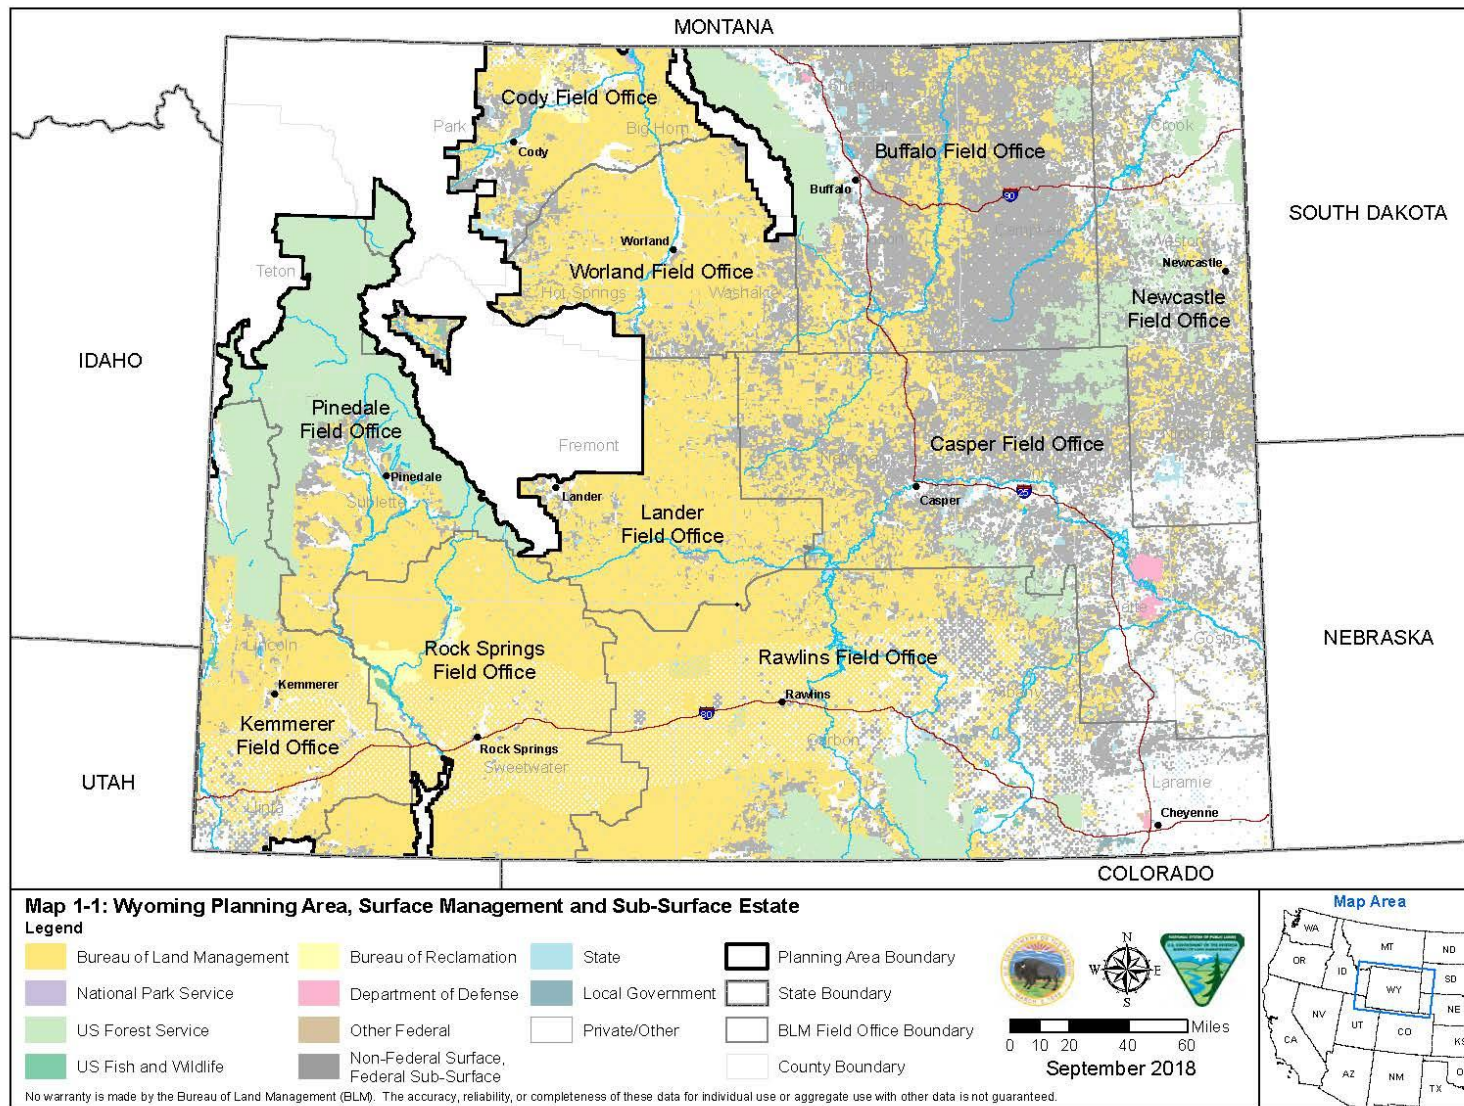 MONTANA
SOUTH DAKOTA
IDAHO
NEBRASKA
UTAH
COLORADO
Cody Field Office
Park
Big Horn
Cody
Buffalo Field Office
Crook
Buffalo
80
Worland
Worland Field Office
Weston
Newcastle
Newcastle
Field Office
Teton
Hot Springs
Washakie
Pinedale
Field Office
Pinedale
Sublette
Fremont
Lander
Lander
Field Office
Casper Field Office
Casper
25
Rock Springs
Field Office
Lincoln
Kemmerer
Kemmerer
Field Office
Rawlins Field Office
Rawlins
80
Rock Springs
Sweetwater
Carbon
Albany
Goshen
Laramie
Uinta
Cheyenne
Map 1-1: Wyoming Planning Area, Surface Management and Sub-Surface Estate
Legend
Bureau of Land Management
National Park Service
US Forest Service
US Fish and Wildlife
Bureau of Reclamation
Department of Defense
Other Federal
Non-Federal Surface,
Federal Sub-Surface
State
Local Government
Private/Other
Planning Area Boundary
State Boundary
BLM Field Office Boundary
County Boundary
N
W E
S
Miles
0 10 20 40 60
September 2018
Map Area
WA
MT
ND
OR
ID
SD
WY
NE
NV
UT
CO
KS
CA
AZ
NM
TX
No warranty is made by the Bureau of Land Management (BLM). The accuracy, reliability, or completeness of these data for individual use or aggregate use with other data is not guaranteed.